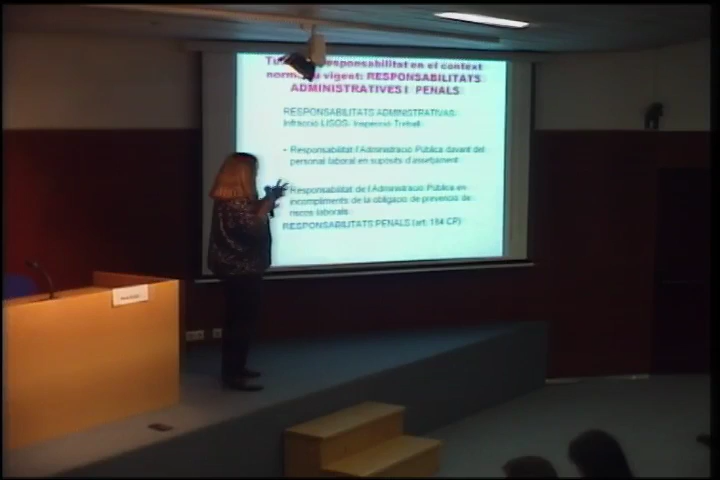 responsabilitat en el context
vigent: RESPONSABILITATS
ADMINISTRATIVES I PENALS
RESPONSABILITATS ADMINISTRATIVAS:
Infracció LISOS. Inspecció Treball.
- Responsabilitat l'Administració Pública davant del
personal laboral en supòsits d'assetjament
- Responsabilitat de l'Administració Pública en
incompliments de la obligació de prevenció de
riscos laborals.
RESPONSABILITATS PENALS (art. 184 CP)